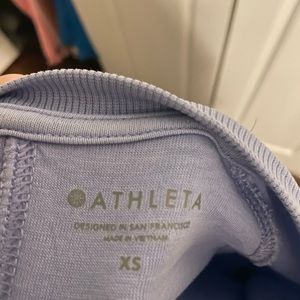 ATHLETA
DESIGNED IN SAN FRANCISCO
MADE IN VIETNAM
XS